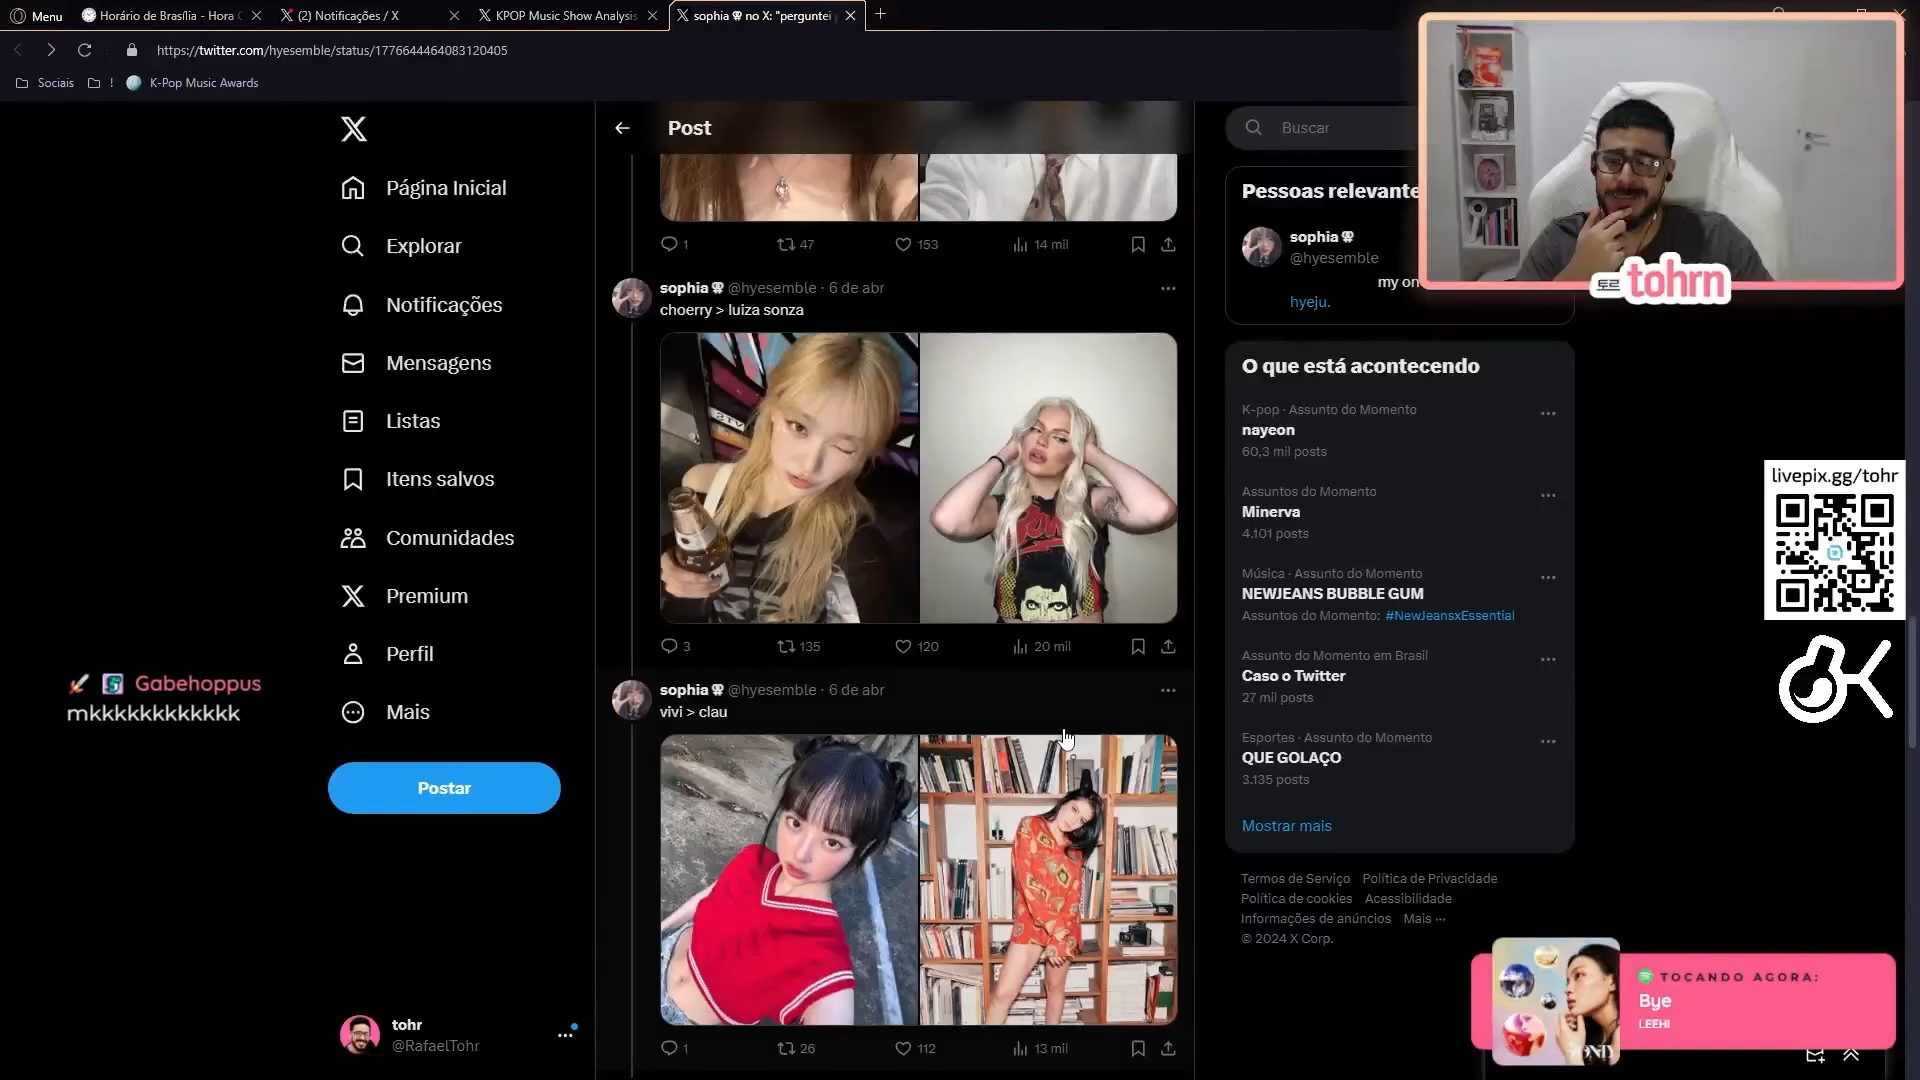 Menu
Horário de Brasília - Hora
(2) Notificações / X
KPOP Music Show Analysis
sophia no X: "perguntei
https://twitter.com/hyesemble/status/1776644464083120405
Sociais
!
K-Pop Music Awards
Página Inicial
Explorar
Notificações
Mensagens
Listas
Itens salvos
Comunidades
Premium
Perfil
Mais
Postar
tohr
@RafaelTohr
Gabehoppus
mkkkkkkkkkkkk
Post
1
47
153
14 mil
sophia @hyesemble · 6 de abr
choerry > luiza sonza
3
135
120
20 mil
sophia @hyesemble · 6 de abr
vivi > clau
1
26
112
13 mil
Buscar
Pessoas relevante
sophia
@hyesemble
my on
hyeju.
O que está acontecendo
K-pop · Assunto do Momento
nayeon
60,3 mil posts
Assuntos do Momento
Minerva
4.101 posts
Música · Assunto do Momento
NEWJEANS BUBBLE GUM
Assuntos do Momento: #NewJeansxEssential
Assunto do Momento em Brasil
Caso o Twitter
27 mil posts
Esportes · Assunto do Momento
QUE GOLAÇO
3.135 posts
Mostrar mais
Termos de Serviço Política de Privacidade
Política de cookies Acessibilidade
Informações de anúncios Mais ···
© 2024 X Corp.
토르 tohrn
livepix.gg/tohr
TOCANDO AGORA:
Bye
LEEHI